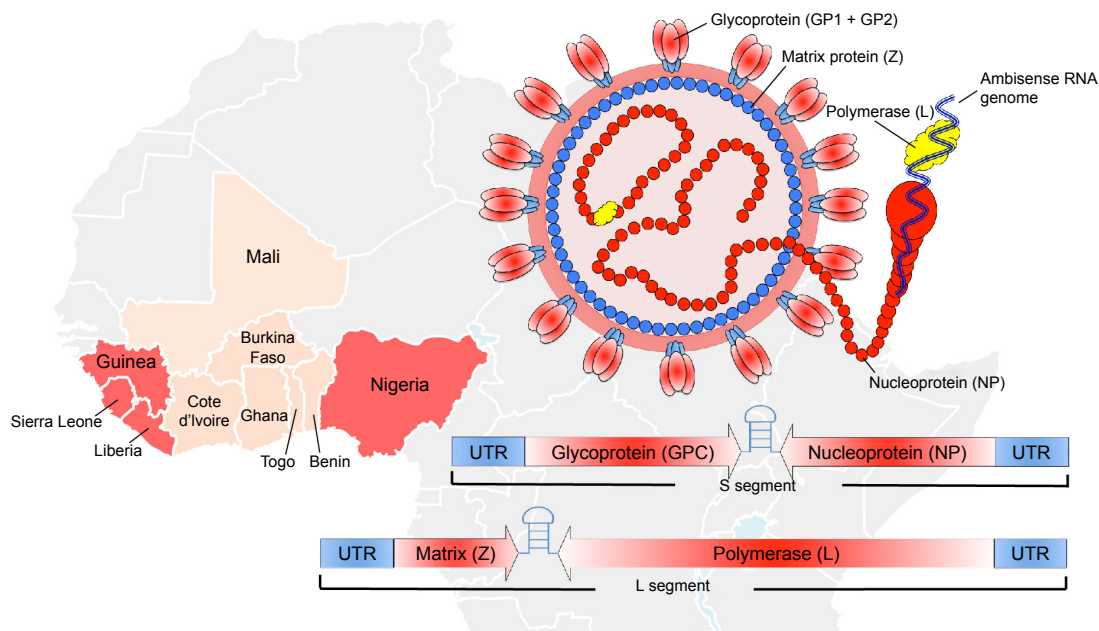 Glycoprotein (GP1 + GP2)
Matrix protein (Z)
Ambisense RNA
genome
Polymerase (L)
Mali
Burkina
Faso
Guinea
Nigeria
Nucleoprotein (NP)
Sierra Leone
Cote
d'Ivoire
Ghana
Liberia
Togo
Benin
UTR
Glycoprotein (GPC)
Nucleoprotein (NP)
UTR
S segment
UTR
Matrix (Z)
Polymerase (L)
UTR
L segment